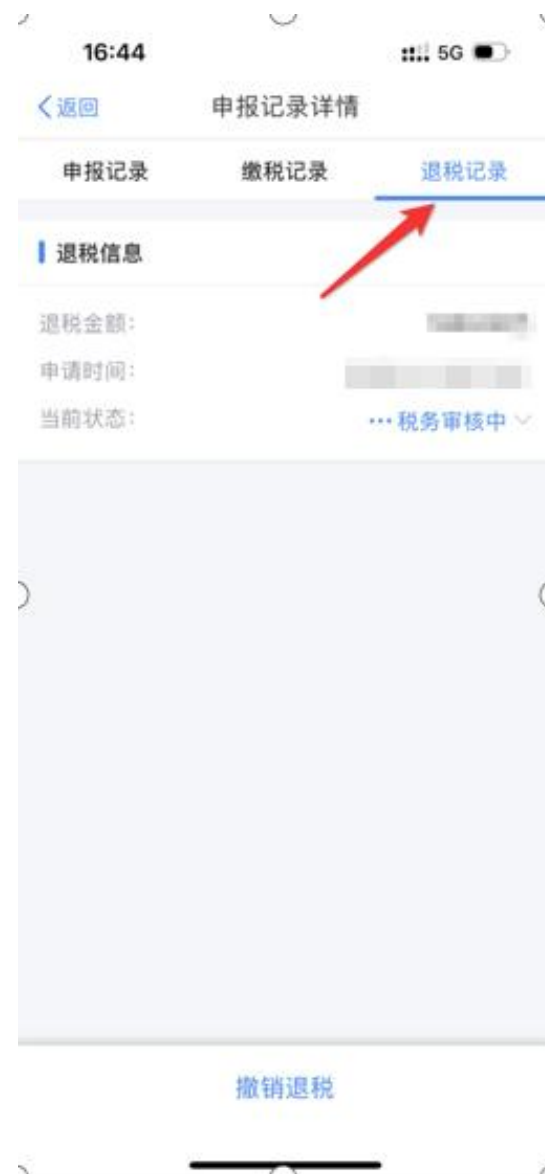 16:44 5G
返回 申报记录详情
申报记录 缴税记录 退税记录
退税信息
退税金额:
申请时间:
当前状态: 税务审核中
撤销退税